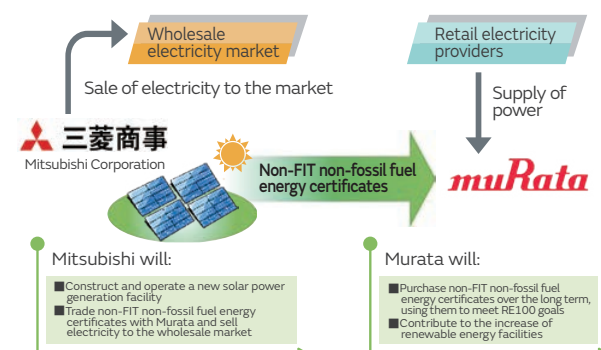 Wholesale
electricity market
Retail electricity
providers
Sale of electricity to the market
Supply of
power
三菱商事
Mitsubishi Corporation
Non-FIT non-fossil fuel
energy certificates
muRata
Mitsubishi will:
■Construct and operate a new solar power
generation facility
■Trade non-FIT non-fossil fuel energy
certificates with Murata and sell
electricity to the wholesale market
Murata will:
■Purchase non-FIT non-fossil fuel
energy certificates over the long term,
using them to meet RE100 goals
■Contribute to the increase of
renewable energy facilities